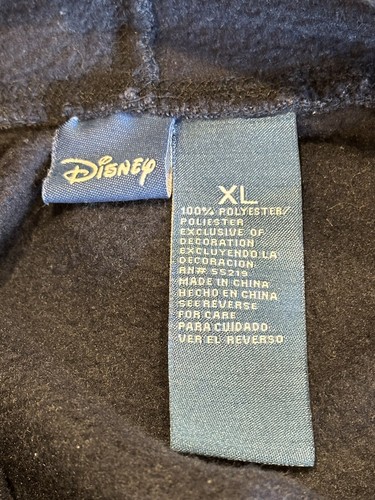 Disney
XL
100% POLYESTER/
POLIESTER
EXCLUSIVE OF
DECORATION
EXCLUYENDO LA
DECORACION
RN# 55219
MADE IN CHINA
HECHO EN CHINA
SEE REVERSE
FOR CARE
PARA CUIDADO
VER EL REVERSO